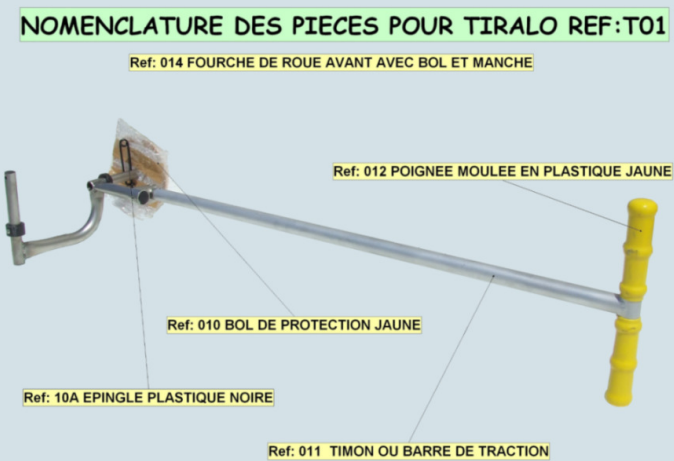 NOMENCLATURE DES PIECES POUR TIRALO REF:T01
Ref: 014 FOURCHE DE ROUE AVANT AVEC BOL ET MANCHE
Ref: 012 POIGNEE MOULEE EN PLASTIQUE JAUNE
Ref: 010 BOL DE PROTECTION JAUNE
Ref: 10A EPINGLE PLASTIQUE NOIRE
Ref: 011 TIMON OU BARRE DE TRACTION